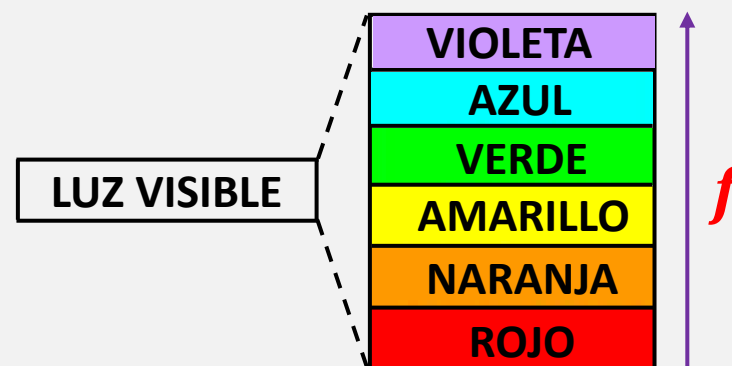 LUZ VISIBLE
VIOLETA
AZUL
VERDE
AMARILLO
NARANJA
ROJO
f